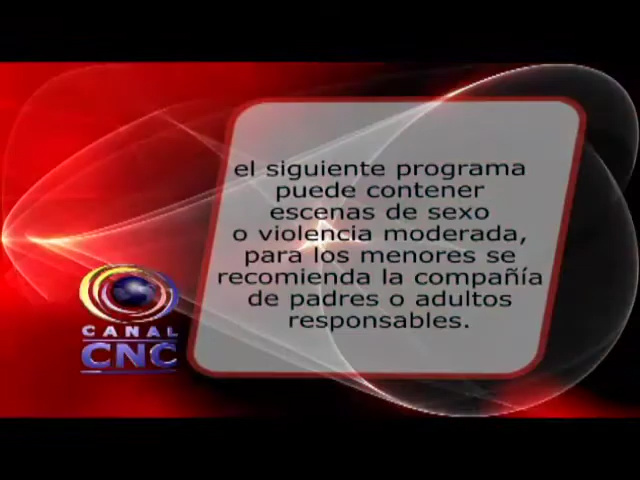 el siguiente programa
puede contener
escenas de sexo
o violencia moderada,
para los menores se
recomienda la compañía
de padres o adultos
responsables.
CANAL
CNC